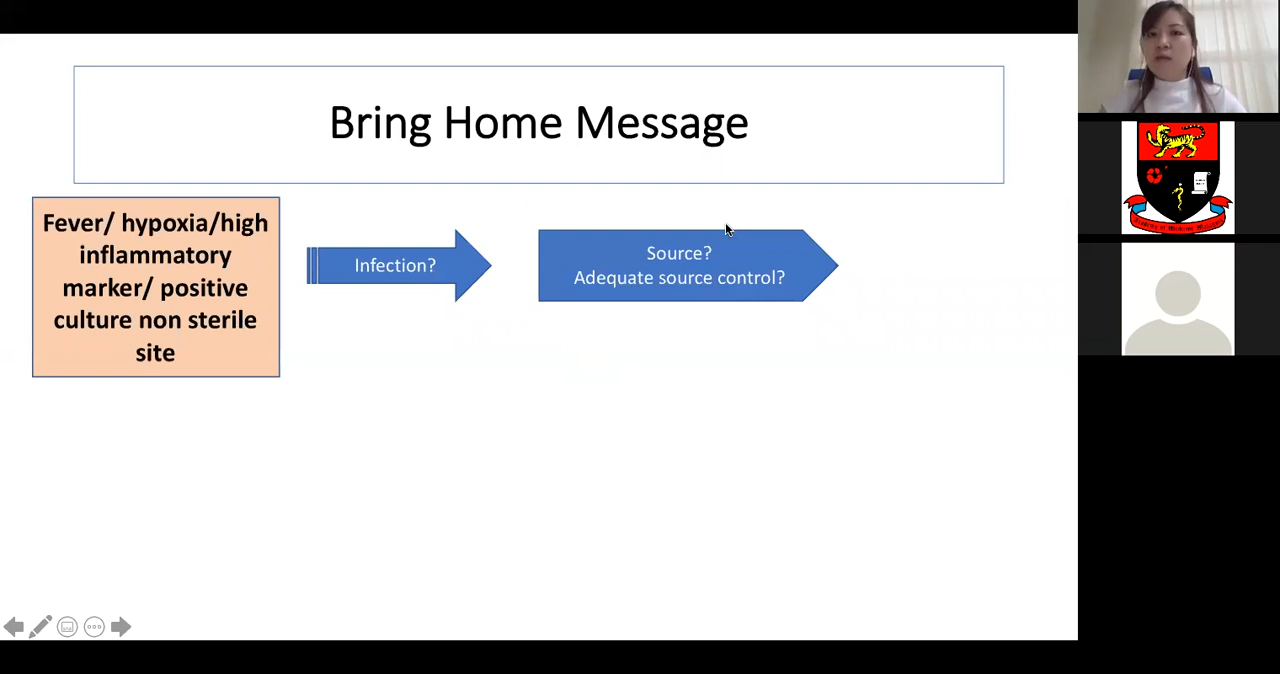 Bring Home Message
Fever/ hypoxia/high
inflammatory
marker/ positive
culture non sterile
site
Infection?
Source?
Adequate source control?